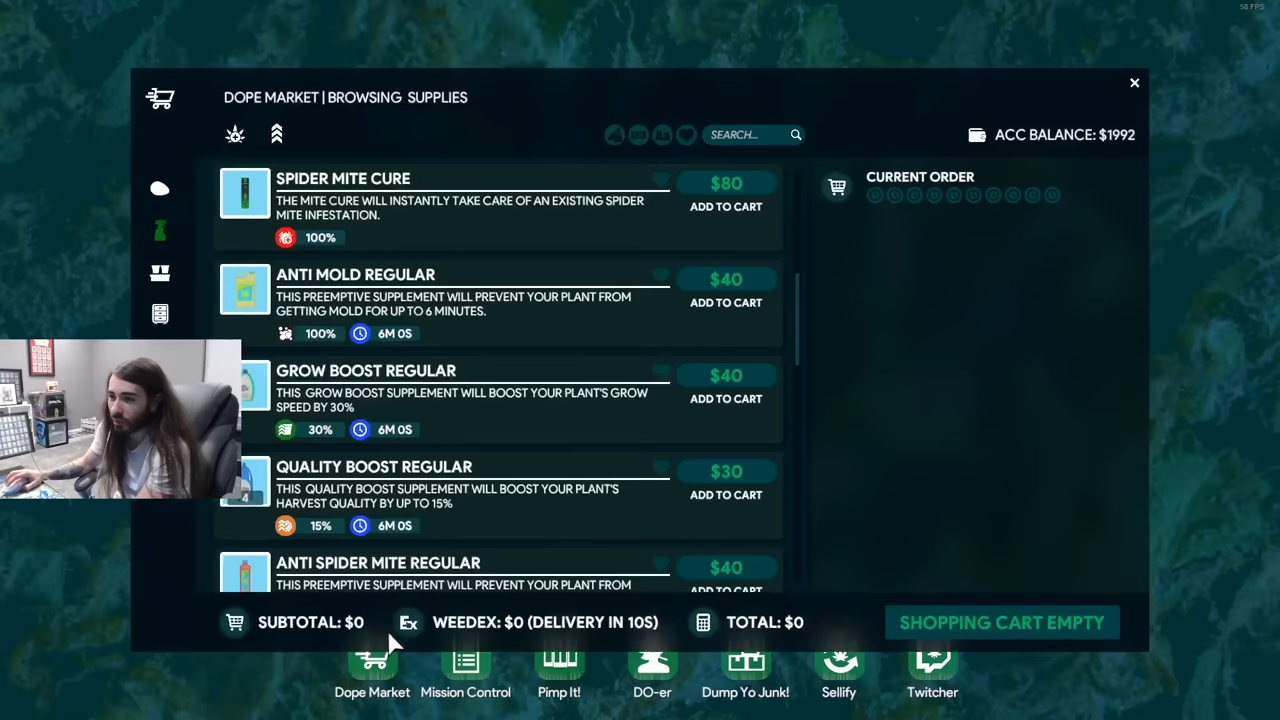 58 FPS
DOPE MARKET | BROWSING SUPPLIES
SEARCH...
ACC BALANCE: $1992
SPIDER MITE CURE
THE MITE CURE WILL INSTANTLY TAKE CARE OF AN EXISTING SPIDER
MITE INFESTATION.
100%
$80
ADD TO CART
CURRENT ORDER
ANTI MOLD REGULAR
THIS PREEMPTIVE SUPPLEMENT WILL PREVENT YOUR PLANT FROM
GETTING MOLD FOR UP TO 6 MINUTES.
100% 6M 0S
$40
ADD TO CART
GROW BOOST REGULAR
THIS GROW BOOST SUPPLEMENT WILL BOOST YOUR PLANT'S GROW
SPEED BY 30%
30% 6M 0S
$40
ADD TO CART
4
QUALITY BOOST REGULAR
THIS QUALITY BOOST SUPPLEMENT WILL BOOST YOUR PLANT'S
HARVEST QUALITY BY UP TO 15%
15% 6M 0S
$30
ADD TO CART
ANTI SPIDER MITE REGULAR
THIS PREEMPTIVE SUPPLEMENT WILL PREVENT YOUR PLANT FROM
$40
ADD TO CART
SUBTOTAL: $0
Ex WEEDEX: $0 (DELIVERY IN 10S)
TOTAL: $0
SHOPPING CART EMPTY
Dope Market
Mission Control
Pimp It!
DO-er
Dump Yo Junk!
Sellify
Twitcher